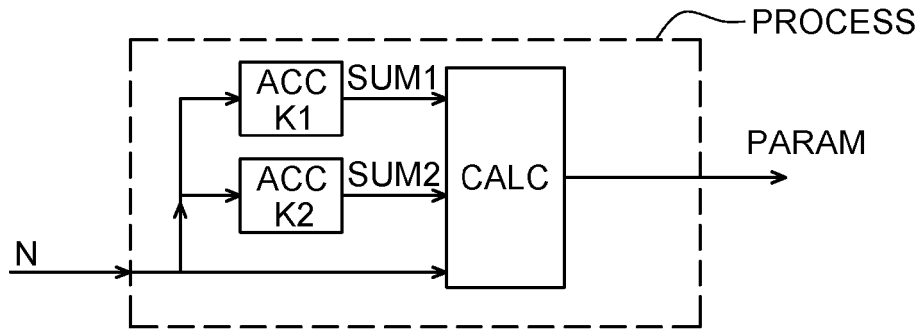 PROCESS
ACC
K1
SUM1
ACC
K2
SUM2
CALC
PARAM
N